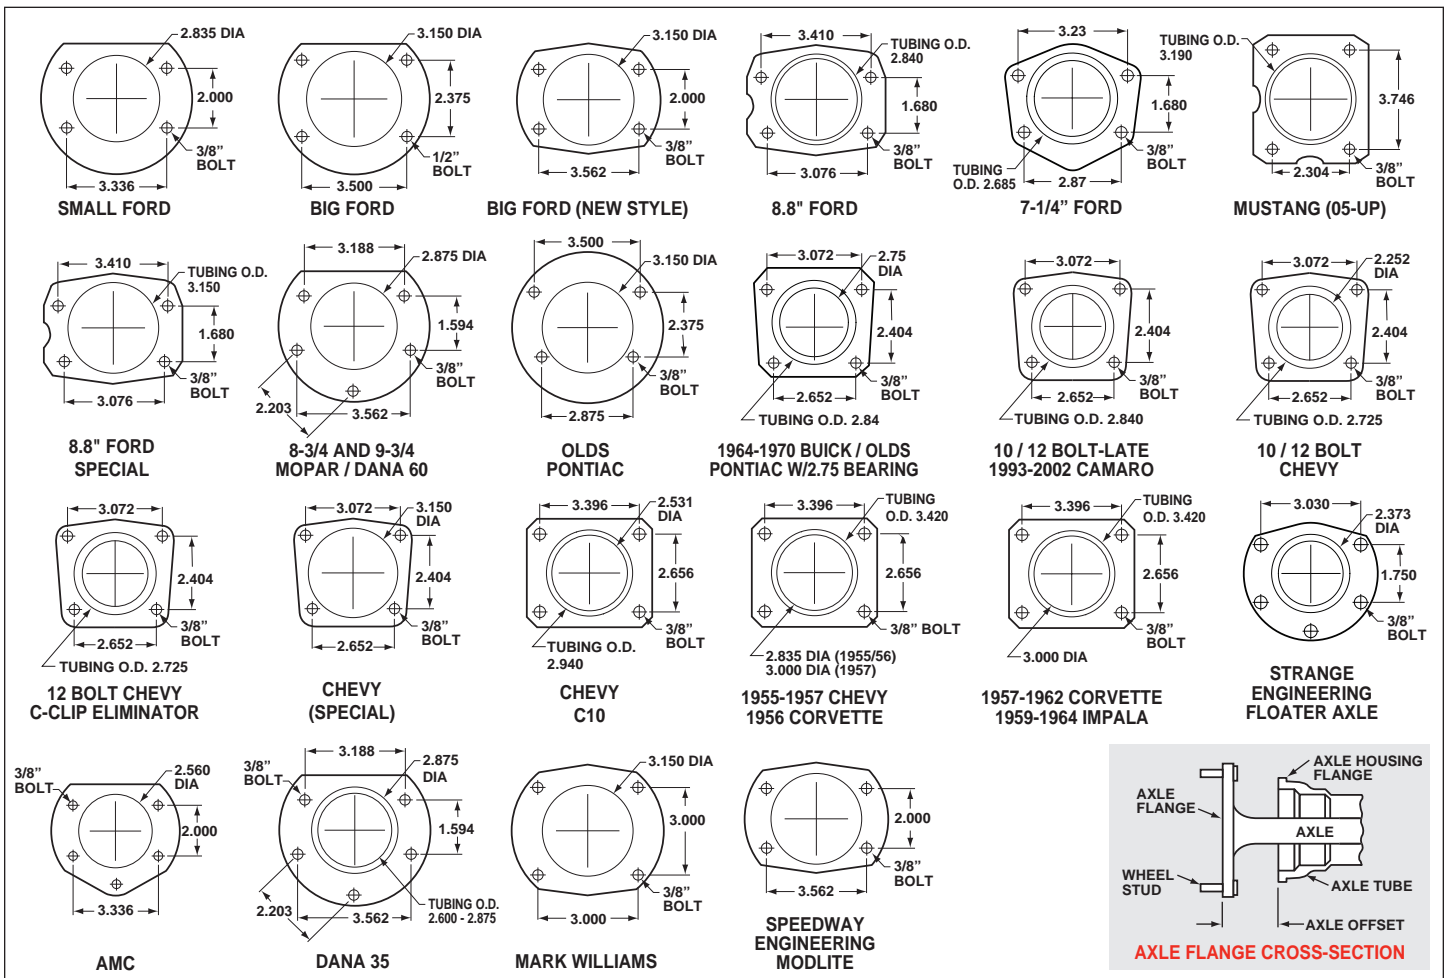 2.835 DIA
2.000
3/8”
BOLT
3.336
SMALL FORD
3.150 DIA
2.375
1/2”
BOLT
3.500
BIG FORD
3.150 DIA
2.000
3/8”
BOLT
3.562
BIG FORD (NEW STYLE)
3.410
TUBING O.D.
2.840
1.680
3/8”
BOLT
3.076
8.8" FORD
3.23
1.680
3/8”
BOLT
TUBING
O.D. 2.685
2.87
7-1/4” FORD
TUBING O.D.
3.190
3.746
3/8”
BOLT
2.304
MUSTANG (05-UP)
3.410
TUBING O.D.
3.150
1.680
3/8”
BOLT
3.076
8.8" FORD
SPECIAL
3.188
2.875 DIA
1.594
3/8”
BOLT
2.203
3.562
8-3/4 AND 9-3/4
MOPAR / DANA 60
3.500
3.150 DIA
2.375
3/8”
BOLT
2.875
OLDS
PONTIAC
3.072
2.75
DIA
2.404
3/8”
BOLT
2.652
TUBING O.D. 2.84
1964-1970 BUICK / OLDS
PONTIAC W/2.75 BEARING
3.072
2.404
3/8”
BOLT
2.652
TUBING O.D. 2.840
10 / 12 BOLT-LATE
1993-2002 CAMARO
3.072
2.252
DIA
2.404
3/8”
BOLT
2.652
TUBING O.D. 2.725
10 / 12 BOLT
CHEVY
3.072
2.404
3/8”
BOLT
2.652
TUBING O.D. 2.725
12 BOLT CHEVY
C-CLIP ELIMINATOR
3.072
3.150
DIA
2.404
3/8”
BOLT
2.652
CHEVY
(SPECIAL)
3.396
2.531
DIA
2.656
3/8”
BOLT
TUBING O.D.
2.940
CHEVY
C10
3.396
TUBING
O.D. 3.420
2.656
3/8” BOLT
2.835 DIA (1955/56)
3.000 DIA (1957)
1955-1957 CHEVY
1956 CORVETTE
3.396
TUBING
O.D. 3.420
2.656
3/8”
BOLT
3.000 DIA
1957-1962 CORVETTE
1959-1964 IMPALA
3.030
2.373
DIA
1.750
3/8”
BOLT
STRANGE
ENGINEERING
FLOATER AXLE
3/8”
BOLT
2.560
DIA
2.000
3.336
AMC
3/8”
BOLT
3.188
2.875
DIA
1.594
2.203
3.562
TUBING O.D.
2.600 - 2.875
DANA 35
3.150 DIA
3.000
3/8”
BOLT
3.000
MARK WILLIAMS
2.000
3/8”
BOLT
3.562
SPEEDWAY
ENGINEERING
MODLITE
AXLE HOUSING
FLANGE
AXLE
FLANGE
AXLE
WHEEL
STUD
AXLE TUBE
AXLE OFFSET
AXLE FLANGE CROSS-SECTION